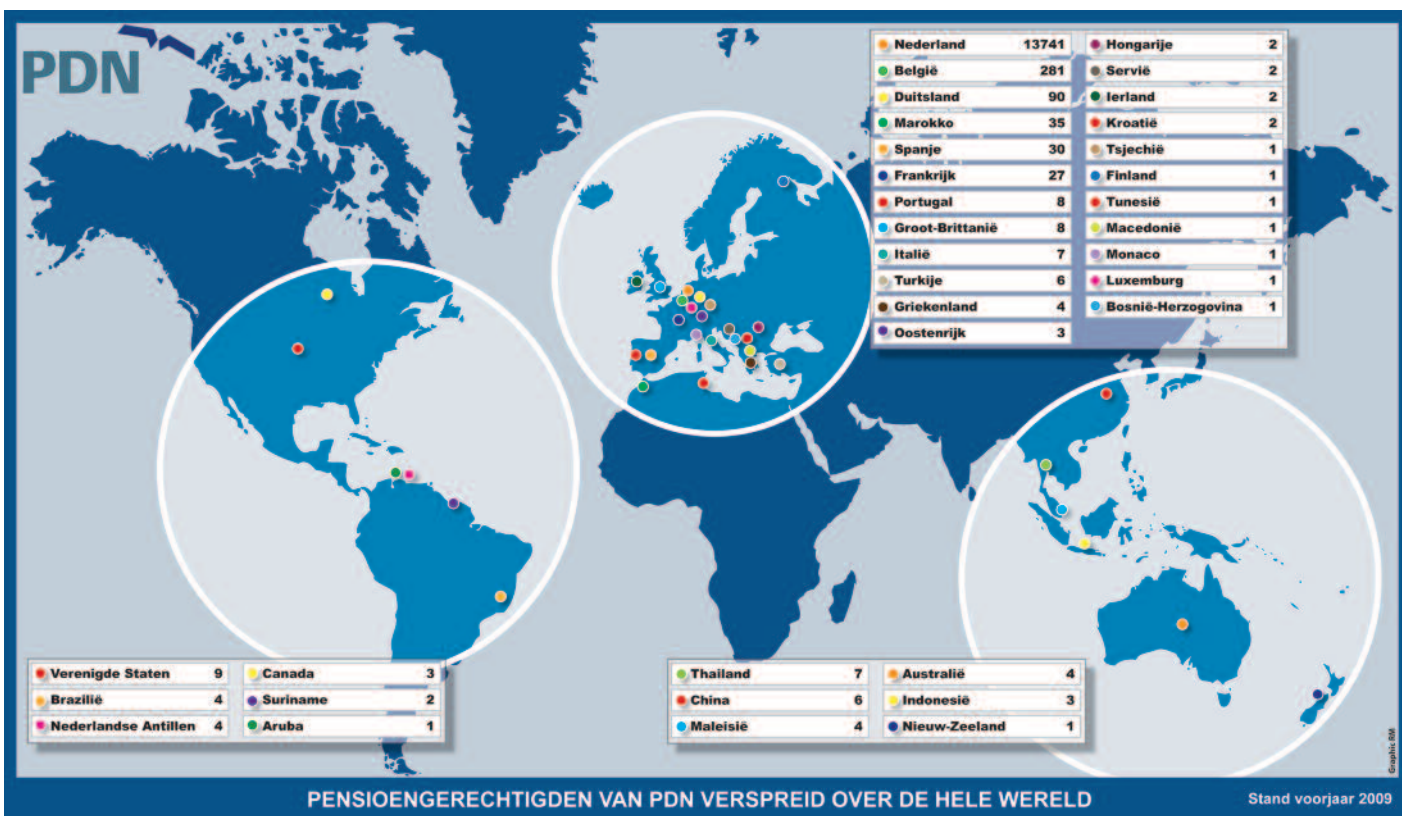 PDN
Nederland 13741
België 281
Duitsland 90
Marokko 35
Spanje 30
Frankrijk 27
Portugal 8
Groot-Brittanië 8
Italië 7
Turkije 6
Griekenland 4
Oostenrijk 3
Hongarije 2
Servië 2
Ierland 2
Kroatië 2
Tsjechië 1
Finland 1
Tunesië 1
Macedonië 1
Monaco 1
Luxemburg 1
Bosnië-Herzogovina 1
Verenigde Staten 9
Brazilië 4
Nederlandse Antillen 4
Canada 3
Suriname 2
Aruba 1
Thailand 7
China 6
Maleisië 4
Australië 4
Indonesië 3
Nieuw-Zeeland 1
Graphic RM
PENSIOENGERECHTIGDEN VAN PDN VERSPREID OVER DE HELE WERELD
Stand voorjaar 2009